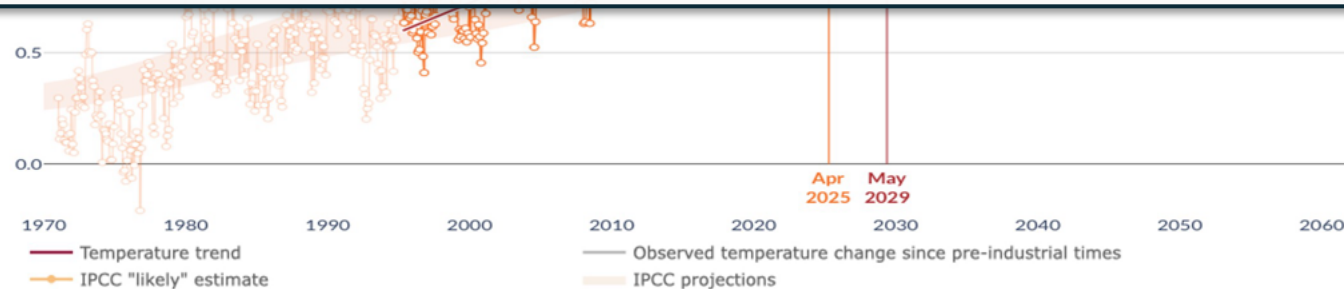 0.5
0.0
Apr May
2025 2029
1970 1980 1990 2000 2010 2020 2030 2040 2050 2060
Temperature trend Observed temperature change since pre-industrial times
IPCC "likely" estimate IPCC projections